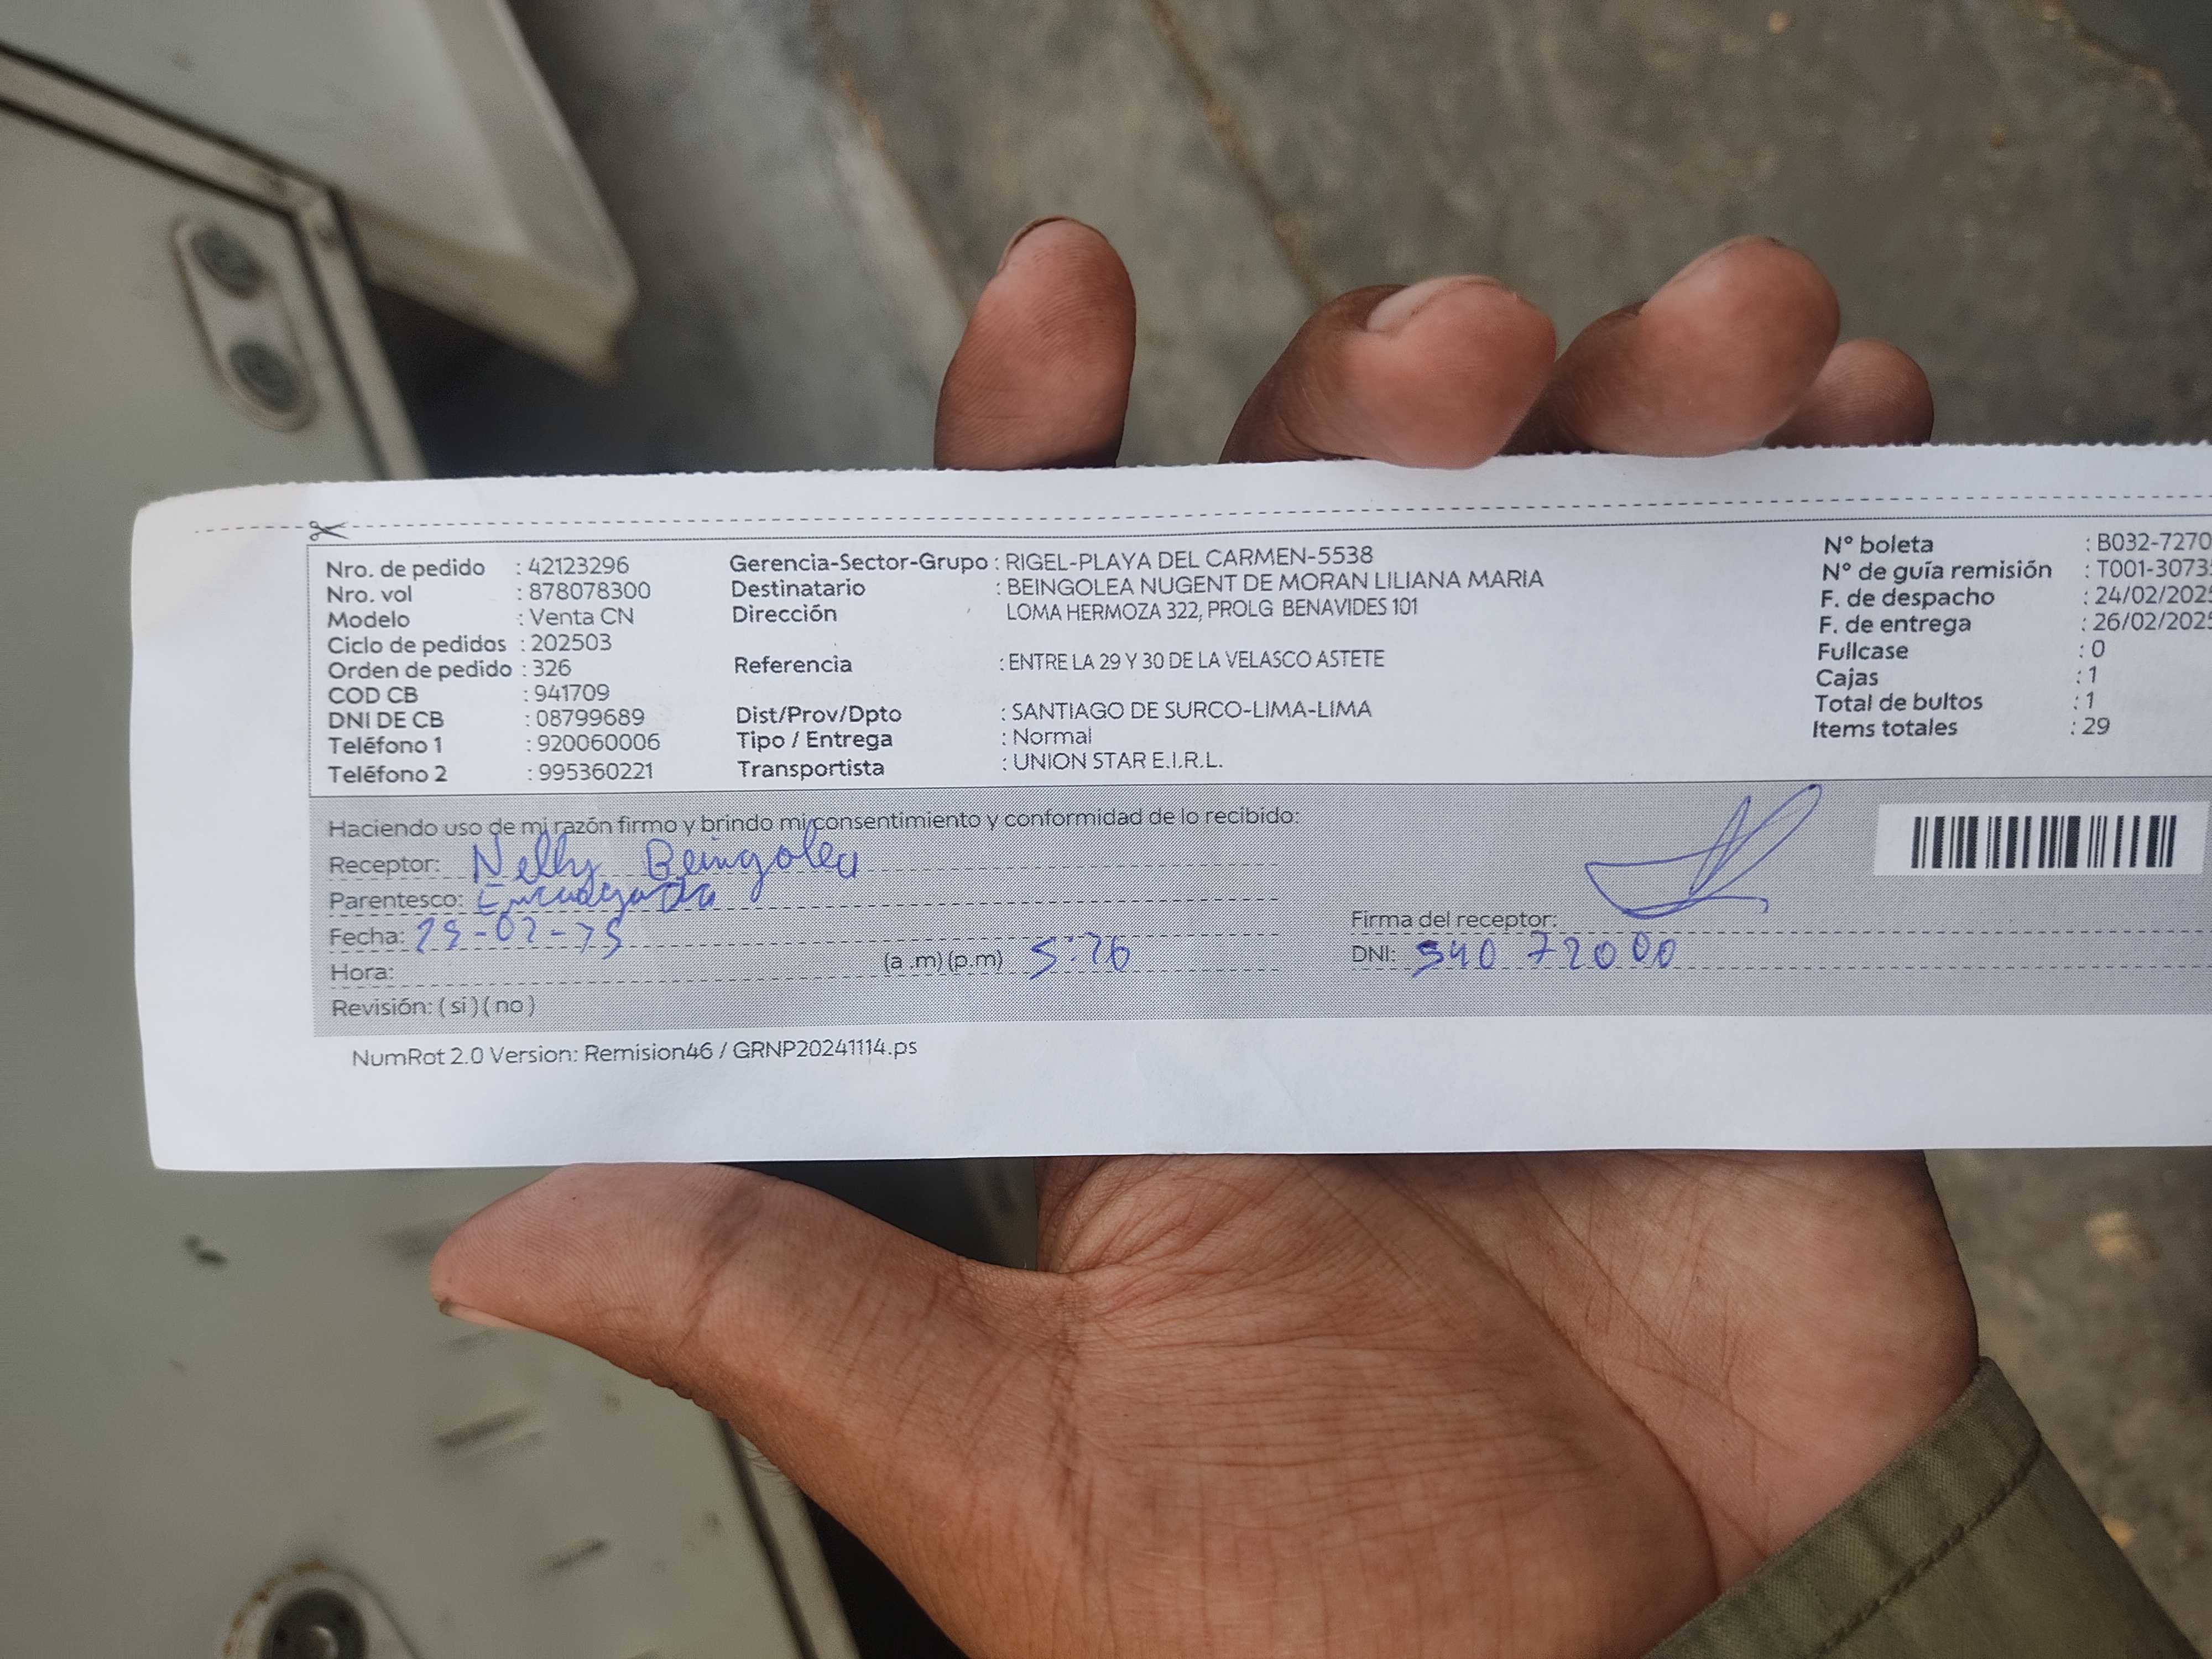 Nro. de pedido : 42123296
Nro. vol : 878078300
Modelo : Venta CN
Ciclo de pedidos : 202503
Orden de pedido : 326
COD CB : 941709
DNI DE CB : 08799689
Teléfono 1 : 920060006
Teléfono 2 : 995360221
Gerencia-Sector-Grupo : RIGEL-PLAYA DEL CARMEN-5538
Destinatario : BEINGOLEA NUGENT DE MORAN LILIANA MARIA
Dirección LOMA HERMOZA 322, PROLG BENAVIDES 101
Referencia : ENTRE LA 29 Y 30 DE LA VELASCO ASTETE
Dist/Prov/Dpto : SANTIAGO DE SURCO-LIMA-LIMA
Tipo / Entrega : Normal
Transportista : UNION STAR E.I.R.L.
N° boleta : B032-7270
N° de guía remisión : T001-3073
F. de despacho : 24/02/2025
F. de entrega : 26/02/2025
Fullcase : 0
Cajas : 1
Total de bultos : 1
Items totales : 29
Haciendo uso de mi razón firmo y brindo mi consentimiento y conformidad de lo recibido:
Receptor: Nelly Beingolea
Parentesco: Encargada
Fecha:
Hora: (a .m) (p.m) 5:26
Revisión: ( si ) ( no )
Firma del receptor:
DNI:
NumRot 2.0 Version: Remision46 / GRNP20241114.ps